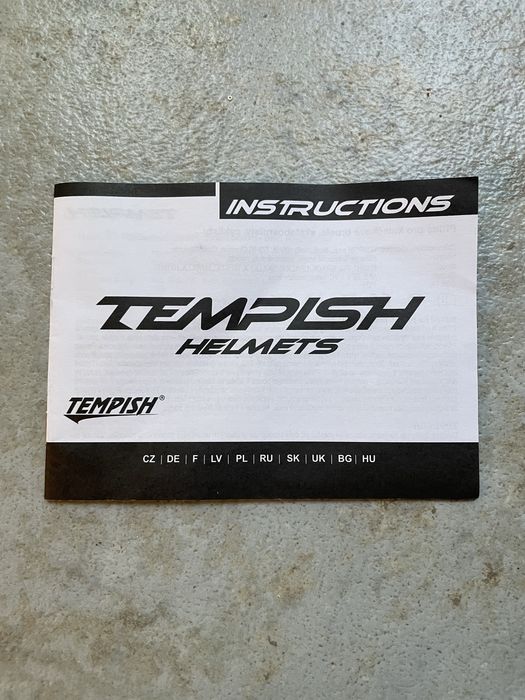 INSTRUCTIONS
TEMPISH
HELMETS
TEMPISH®
CZ | DE | F | LV | PL | RU | SK | UK | BG | HU